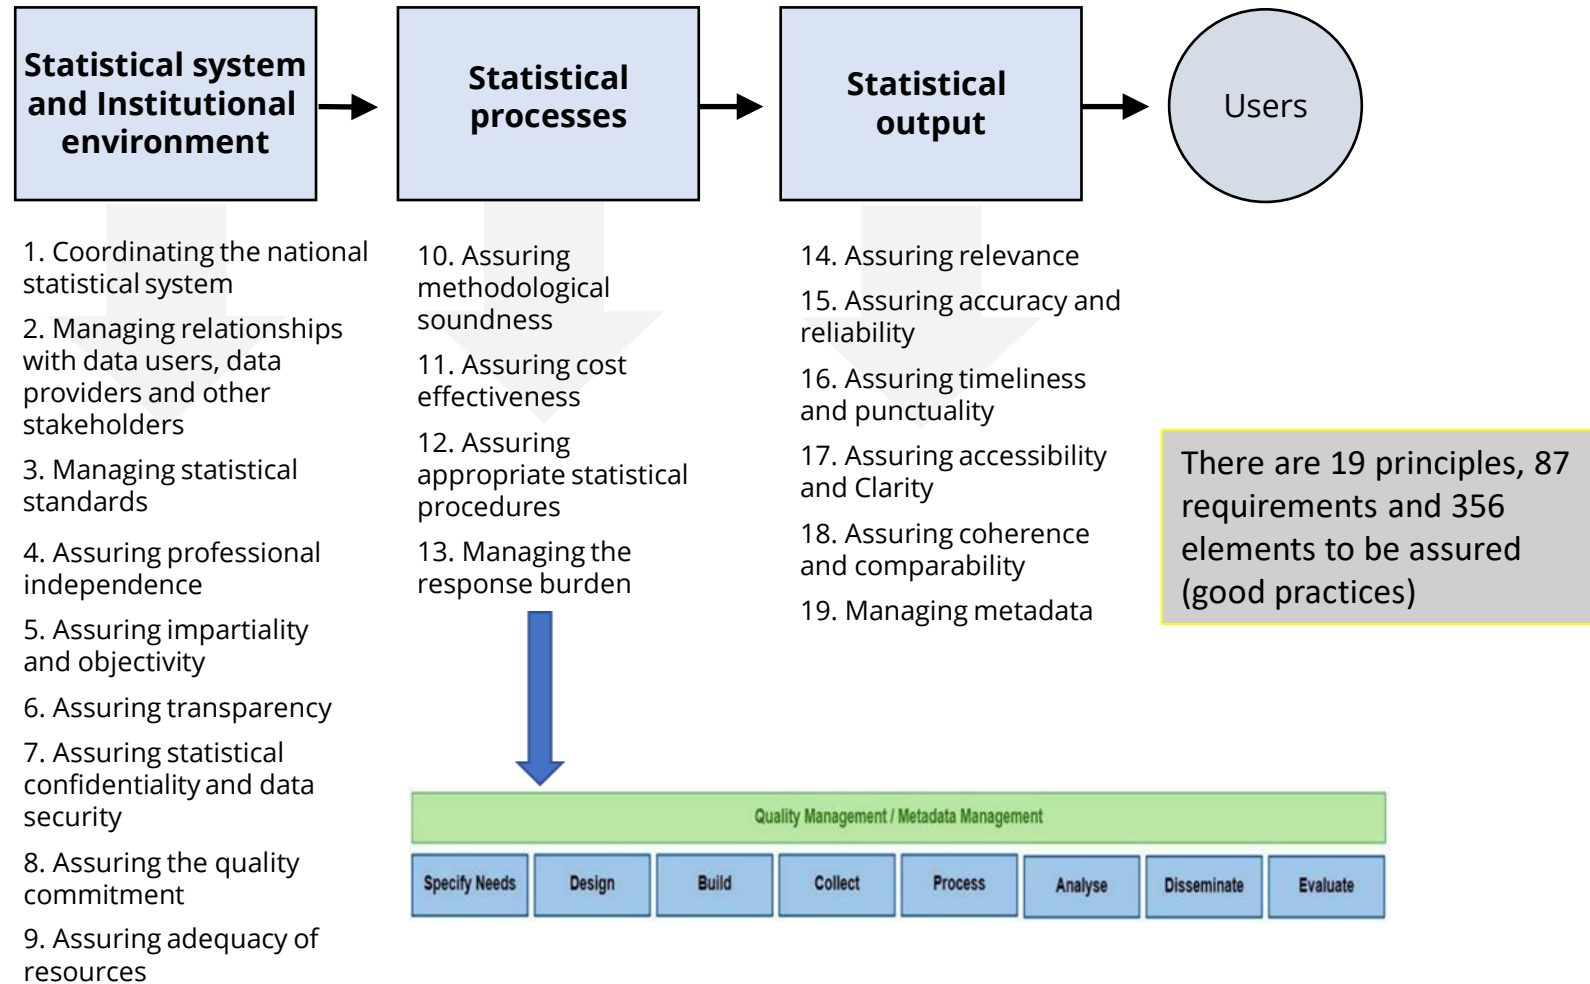 Statistical system
and Institutional
environment
Statistical
processes
Statistical
output
Users
1. Coordinating the national
statistical system
2. Managing relationships
with data users, data
providers and other
stakeholders
3. Managing statistical
standards
4. Assuring professional
independence
5. Assuring impartiality
and objectivity
6. Assuring transparency
7. Assuring statistical
confidentiality and data
security
8. Assuring the quality
commitment
9. Assuring adequacy of
resources
10. Assuring
methodological
soundness
11. Assuring cost
effectiveness
12. Assuring
appropriate statistical
procedures
13. Managing the
response burden
14. Assuring relevance
15. Assuring accuracy and
reliability
16. Assuring timeliness
and punctuality
17. Assuring accessibility
and Clarity
18. Assuring coherence
and comparability
19. Managing metadata
There are 19 principles, 87
requirements and 356
elements to be assured
(good practices)
Quality Management / Metadata Management
Specify Needs
Design
Build
Collect
Process
Analyse
Disseminate
Evaluate